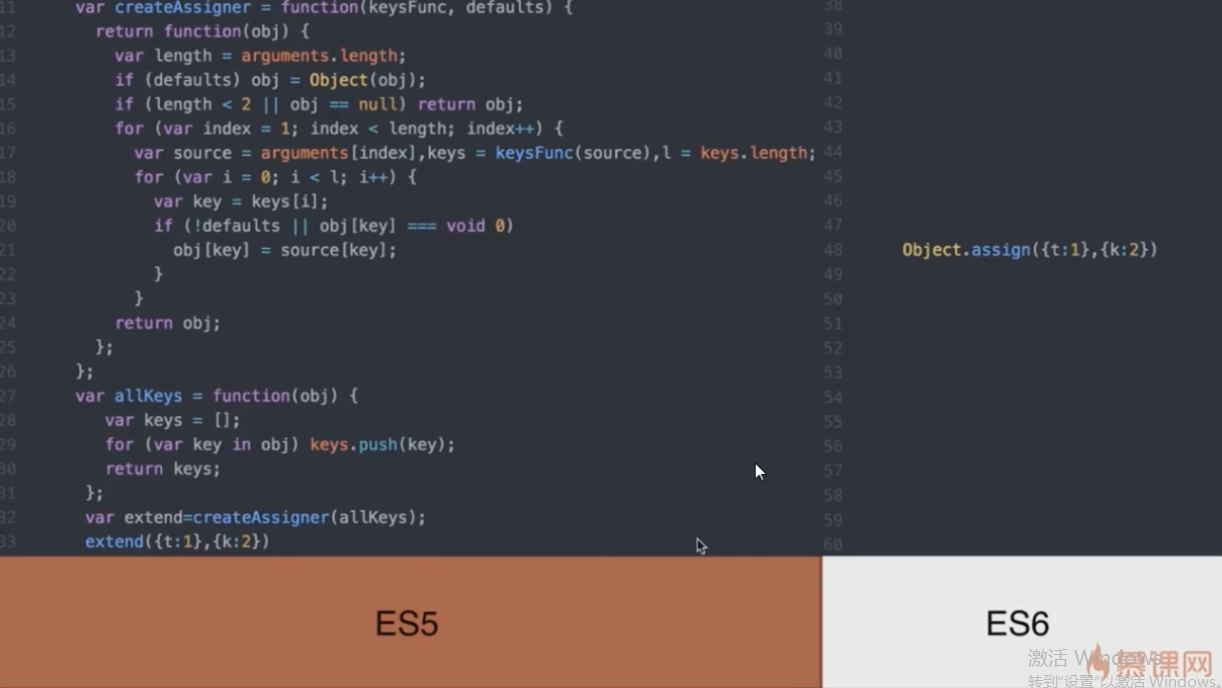 11 var createAssigner = function(keysFunc, defaults) {
12 return function(obj) {
13 var length = arguments.length;
14 if (defaults) obj = Object(obj);
15 if (length < 2 || obj == null) return obj;
16 for (var index = 1; index < length; index++) {
17 var source = arguments[index],keys = keysFunc(source),l = keys.length;
18 for (var i = 0; i < l; i++) {
19 var key = keys[i];
20 if (!defaults || obj[key] === void 0)
21 obj[key] = source[key];
22 }
23 }
24 return obj;
25 };
26 };
27 var allKeys = function(obj) {
28 var keys = [];
29 for (var key in obj) keys.push(key);
30 return keys;
31 };
32 var extend=createAssigner(allKeys);
33 extend({t:1},{k:2})
38
39
40
41
42
43
44
45
46
47
48 Object.assign({t:1},{k:2})
49
50
51
52
53
54
55
56
57
58
59
60
ES5
ES6
激活 Windows
慕课网
转到"设置"以激活 Windows。